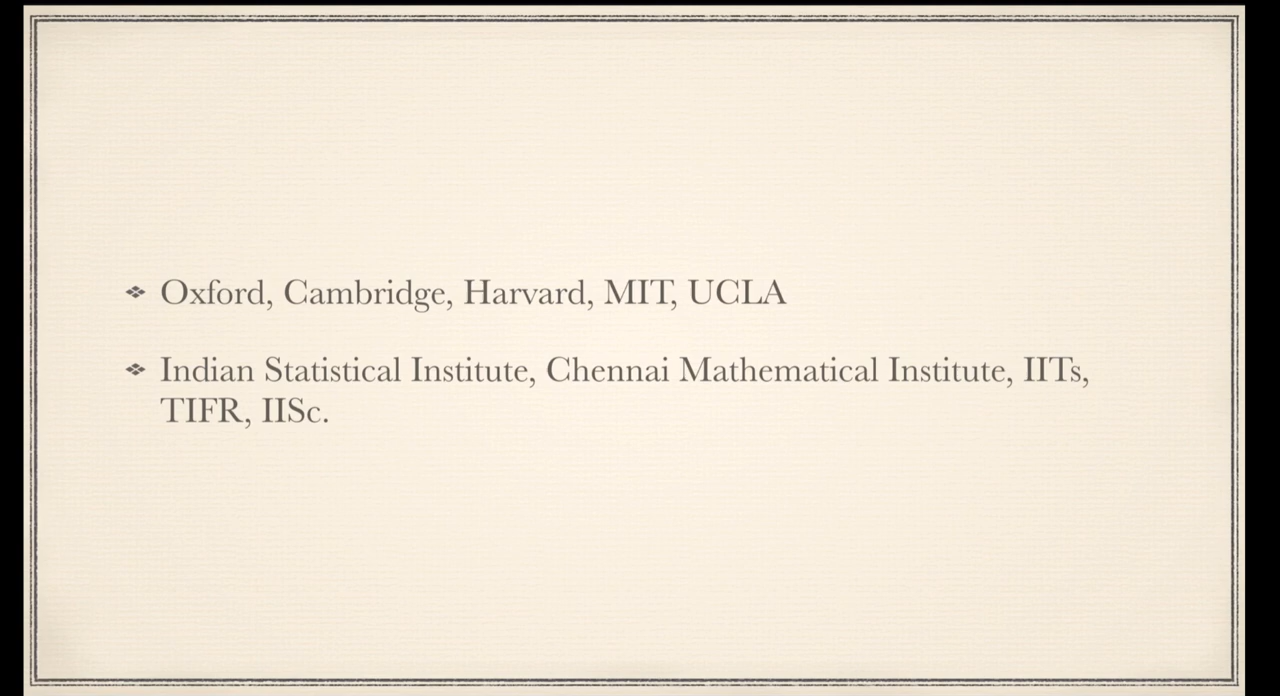 ❖ Oxford, Cambridge, Harvard, MIT, UCLA
❖ Indian Statistical Institute, Chennai Mathematical Institute, IITs,
TIFR, IISc.